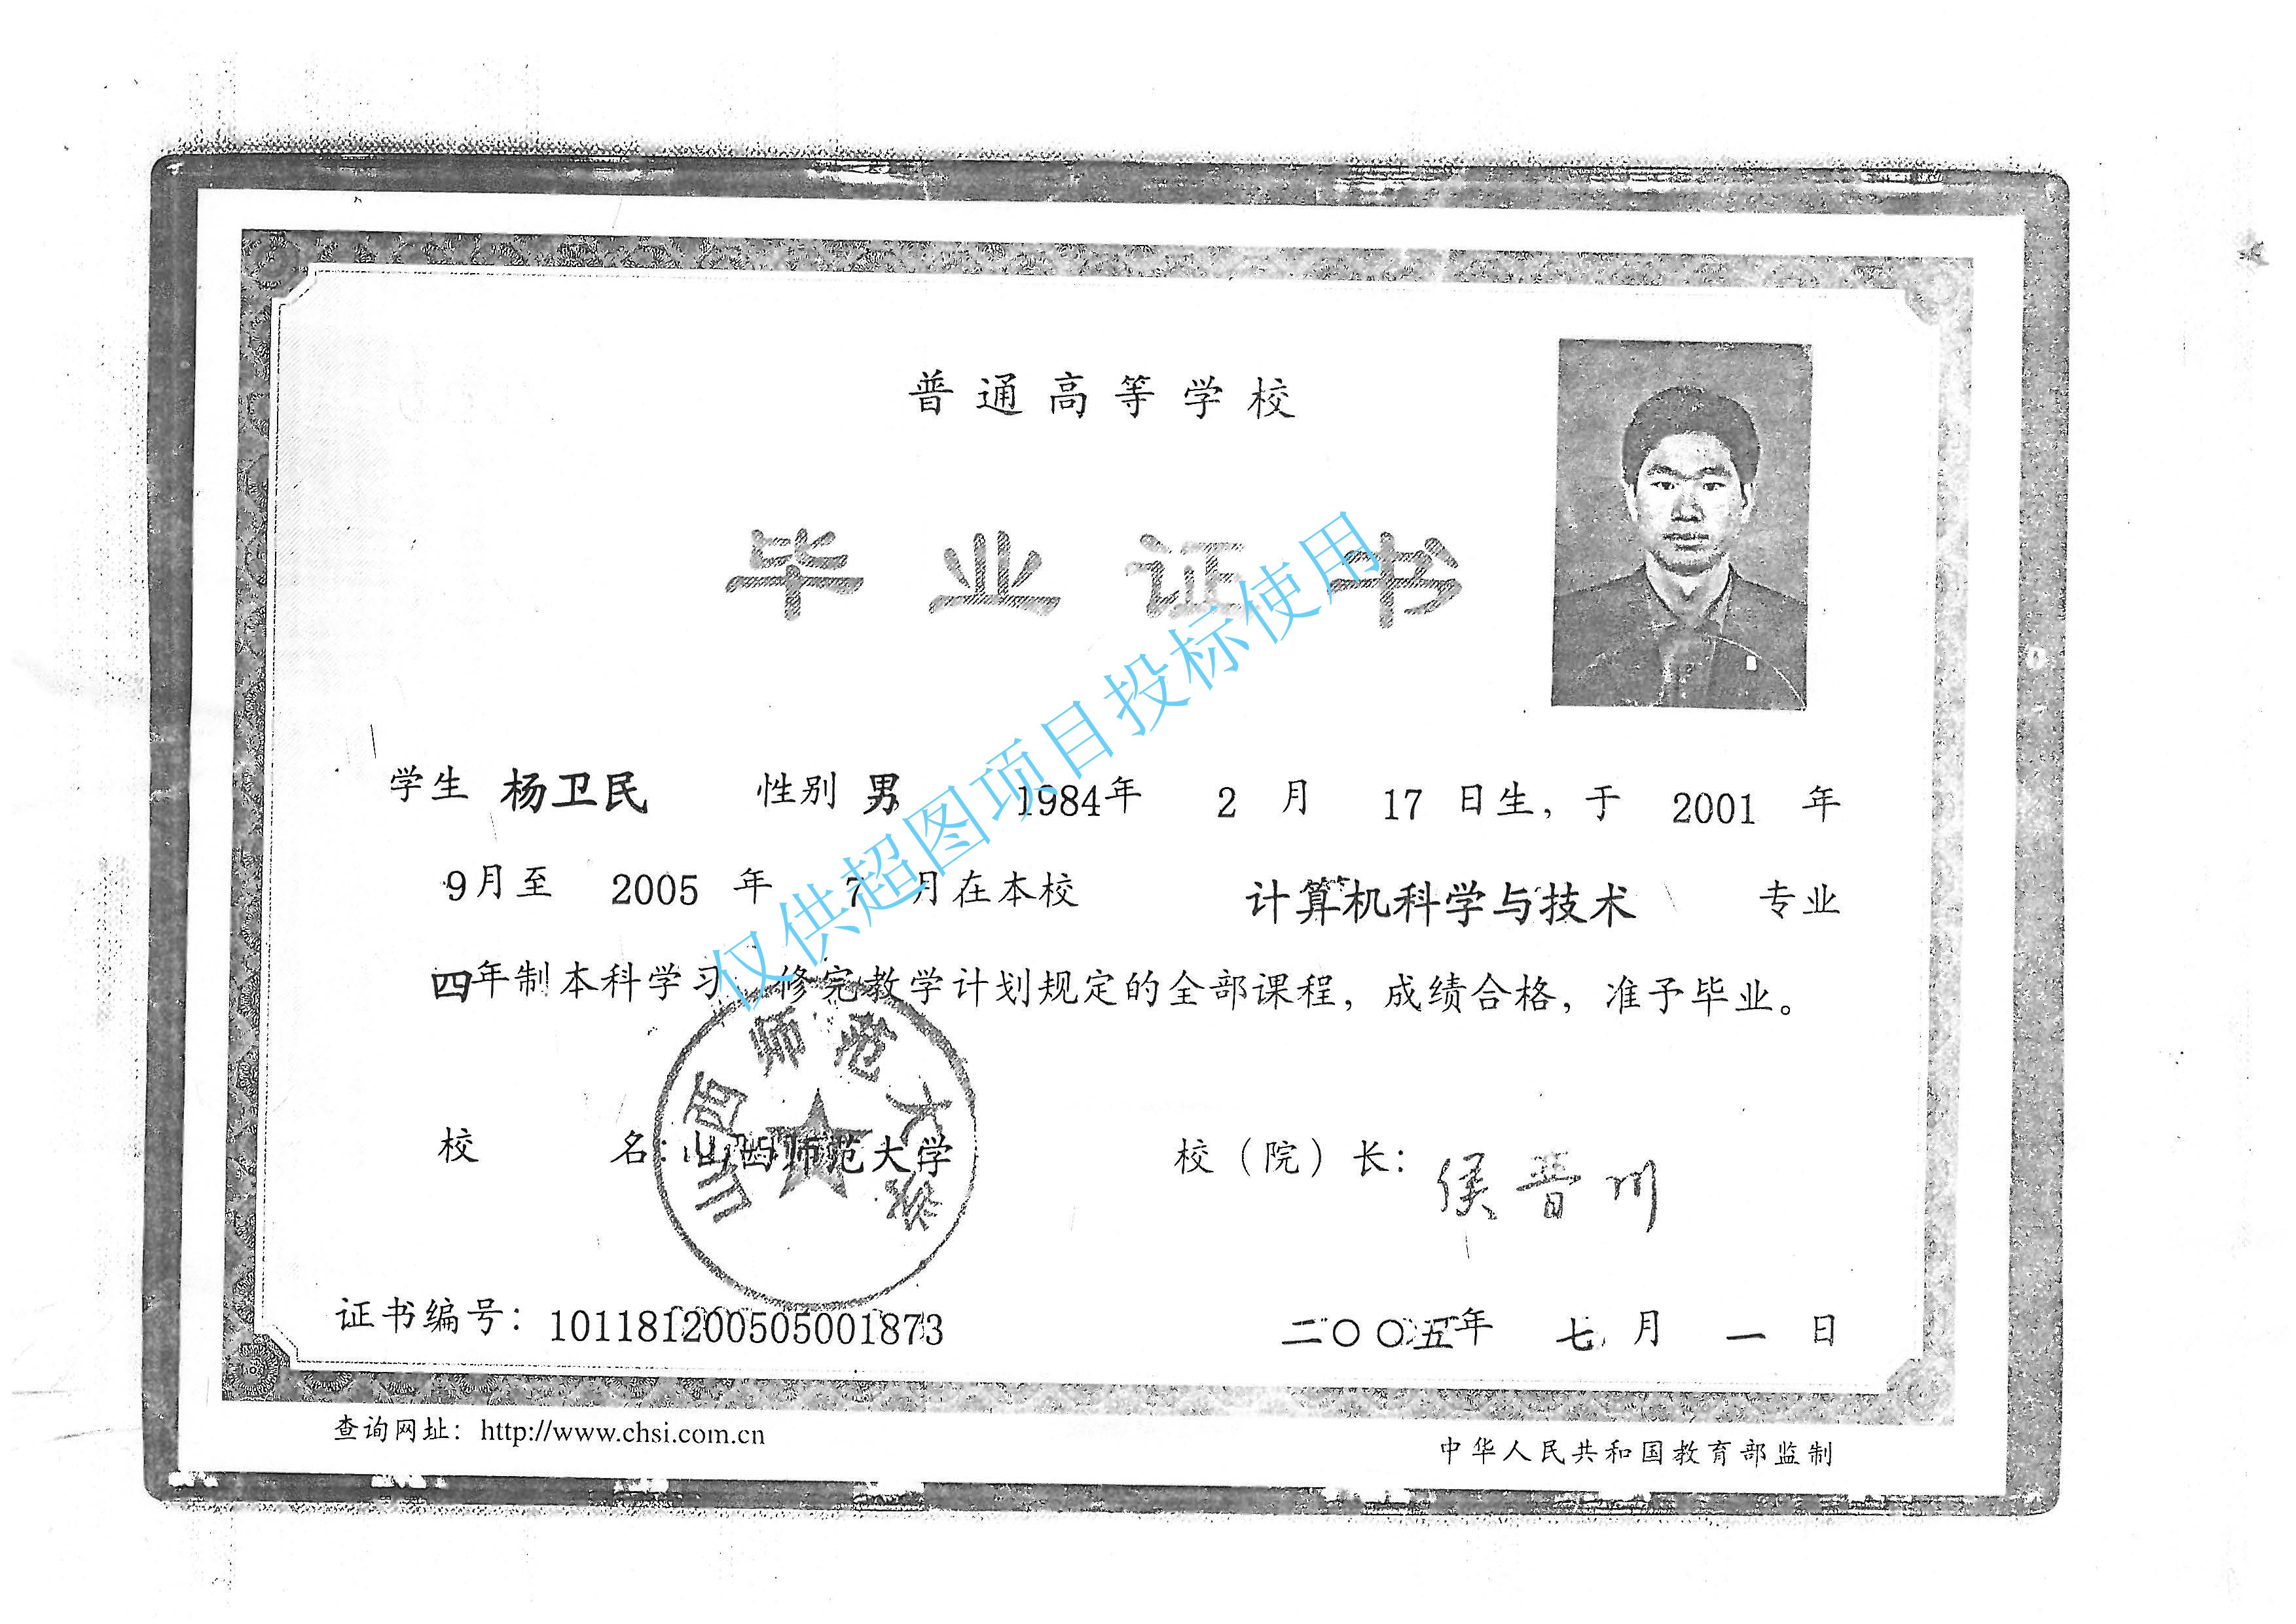 普通高等学校
毕业证书
学生 杨卫民 性别 男 1984年 2 月 17 日生，于 2001 年
9月至 2005 年 7 月在本校 计算机科学与技术 专业
四年制本科学习 修完教学计划规定的全部课程，成绩合格，准予毕业。
仅供超图项目投标使用
山西师范大学
校 名：山西师范大学 校（院）长：侯晋川
证书编号：101181200505001873 二〇〇五年 七 月 一 日
查询网址：http://www.chsi.com.cn 中华人民共和国教育部监制